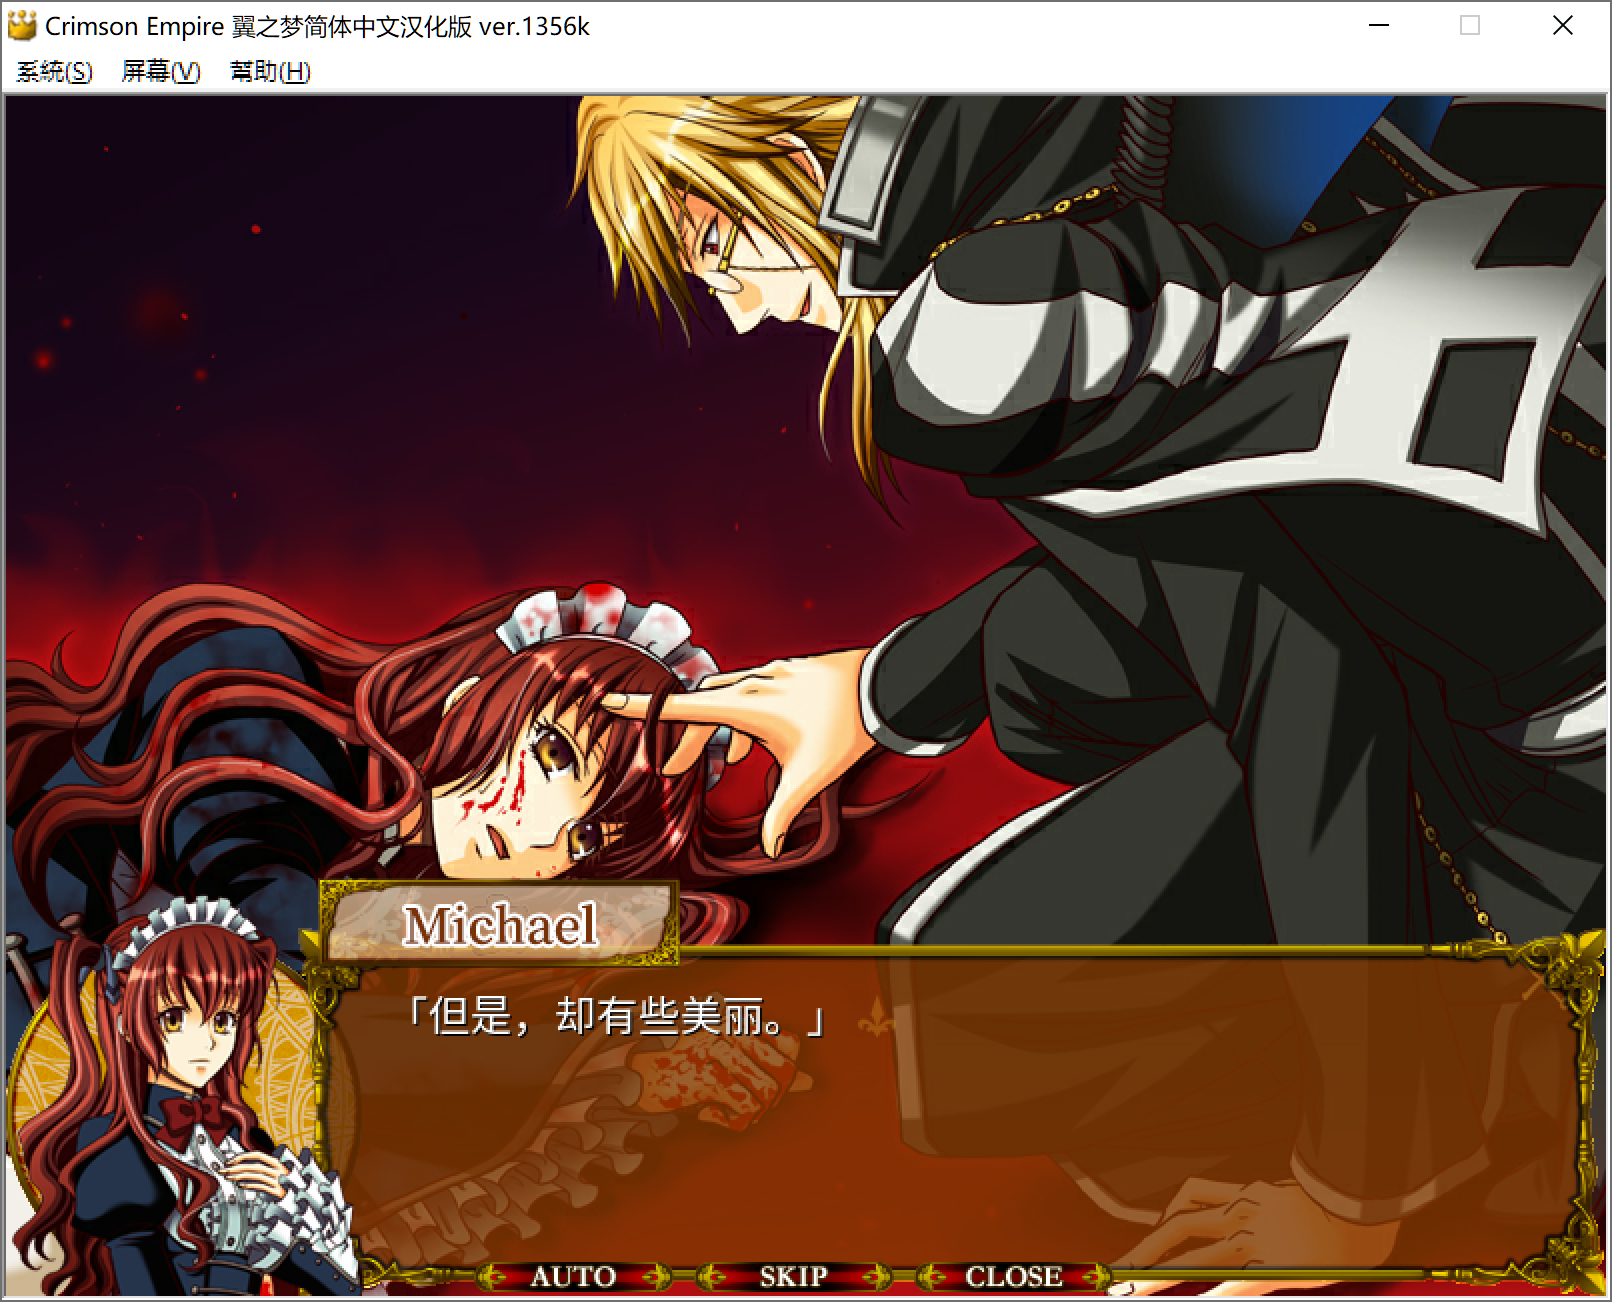 Crimson Empire 翼之梦简体中文汉化版 ver.1356k
系統(S) 屏幕(V) 幫助(H)
Michael
「但是，却有些美丽。」
AUTO SKIP CLOSE